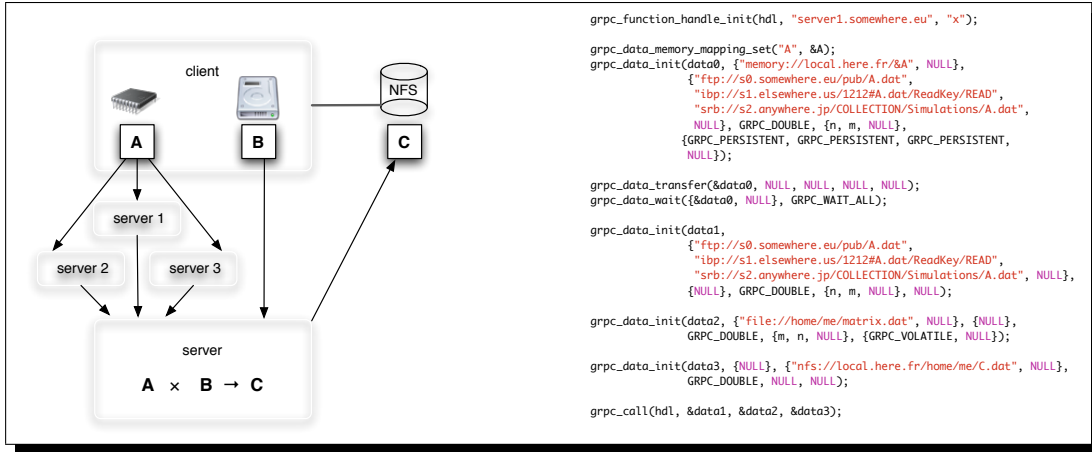 client
NFS
A
B
C
server 1
server 2
server 3
server
A × B → C
grpc_function_handle_init(hdl, "server1.somewhere.eu", "x");
grpc_data_memory_mapping_set("A", &A);
grpc_data_init(data0, {"memory://local.here.fr/&A", NULL},
{"ftp://s0.somewhere.eu/pub/A.dat",
"ibp://s1.elsewhere.us/1212#A.dat/ReadKey/READ",
"srb://s2.anywhere.jp/COLLECTION/Simulations/A.dat",
NULL}, GRPC_DOUBLE, {n, m, NULL},
{GRPC_PERSISTENT, GRPC_PERSISTENT, GRPC_PERSISTENT,
NULL});
grpc_data_transfer(&data0, NULL, NULL, NULL, NULL);
grpc_data_wait({&data0, NULL}, GRPC_WAIT_ALL);
grpc_data_init(data1,
{"ftp://s0.somewhere.eu/pub/A.dat",
"ibp://s1.elsewhere.us/1212#A.dat/ReadKey/READ",
"srb://s2.anywhere.jp/COLLECTION/Simulations/A.dat", NULL},
{NULL}, GRPC_DOUBLE, {n, m, NULL}, NULL);
grpc_data_init(data2, {"file://home/me/matrix.dat", NULL}, {NULL},
GRPC_DOUBLE, {m, n, NULL}, {GRPC_VOLATILE, NULL});
grpc_data_init(data3, {NULL}, {"nfs://local.here.fr/home/me/C.dat", NULL},
GRPC_DOUBLE, NULL, NULL);
grpc_call(hdl, &data1, &data2, &data3);